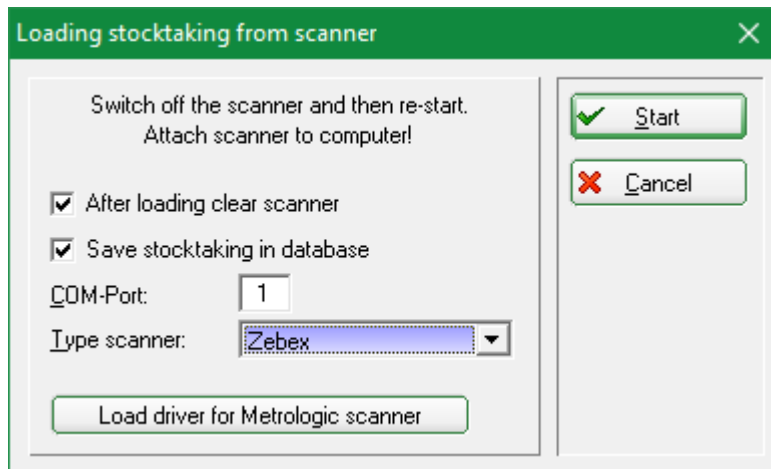 Loading stocktaking from scanner
Switch off the scanner and then re-start.
Attach scanner to computer!
After loading clear scanner
Save stocktaking in database
COM-Port: 1
Type scanner: Zebex
Load driver for Metrologic scanner
Start
Cancel